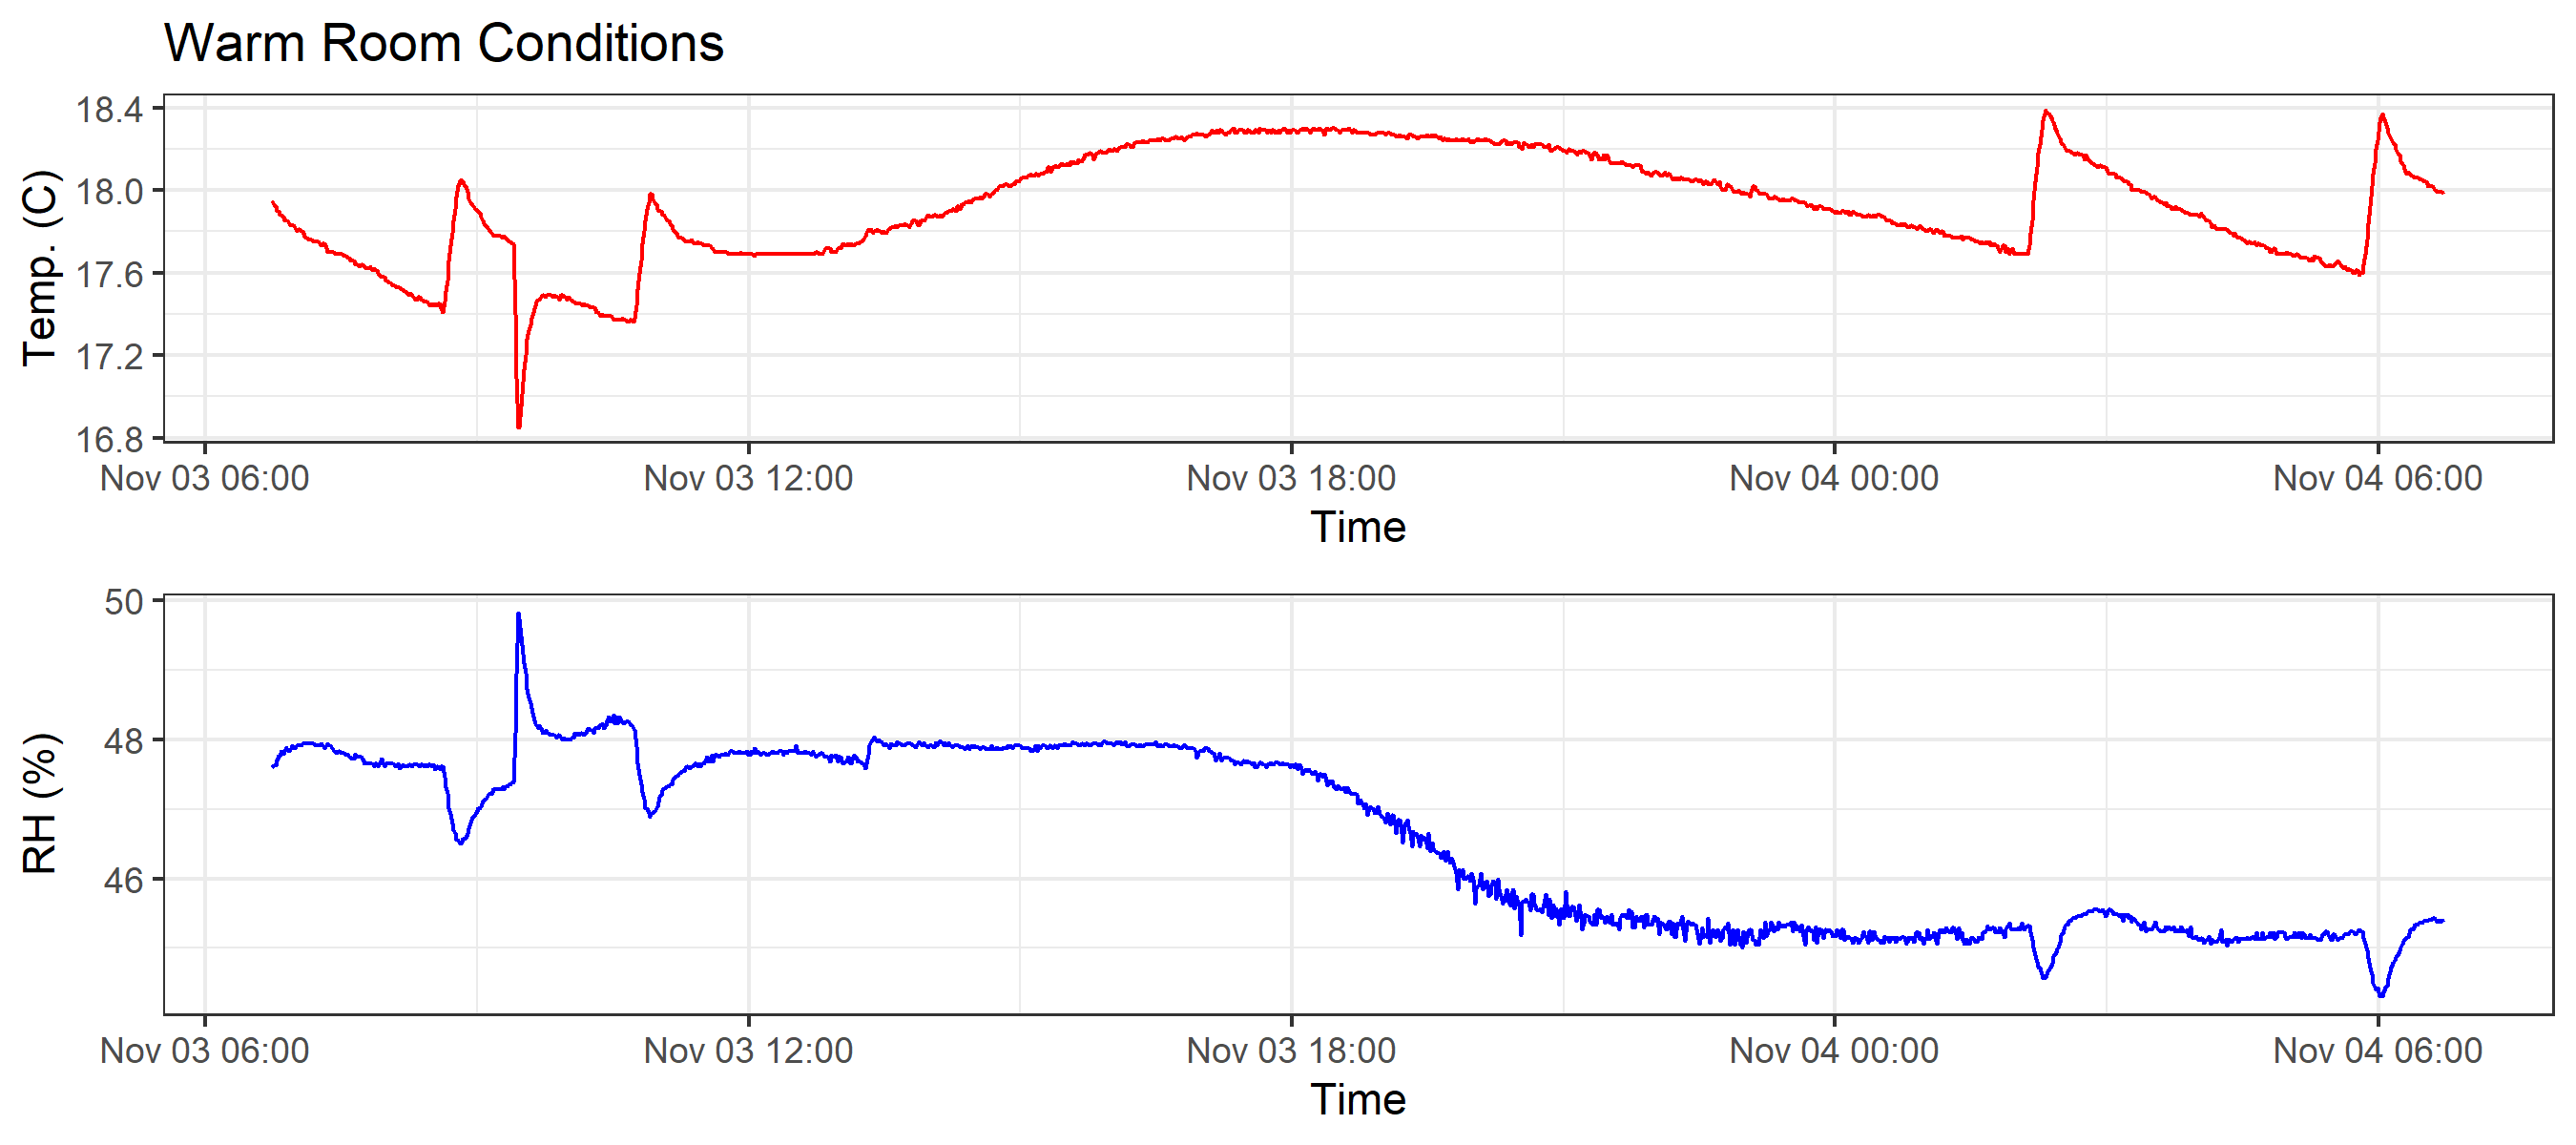 Warm Room Conditions
Temp. (C)
18.4
18.0
17.6
17.2
16.8
Nov 03 06:00 Nov 03 12:00 Nov 03 18:00 Nov 04 00:00 Nov 04 06:00
Time
RH (%)
50
48
46
Nov 03 06:00 Nov 03 12:00 Nov 03 18:00 Nov 04 00:00 Nov 04 06:00
Time